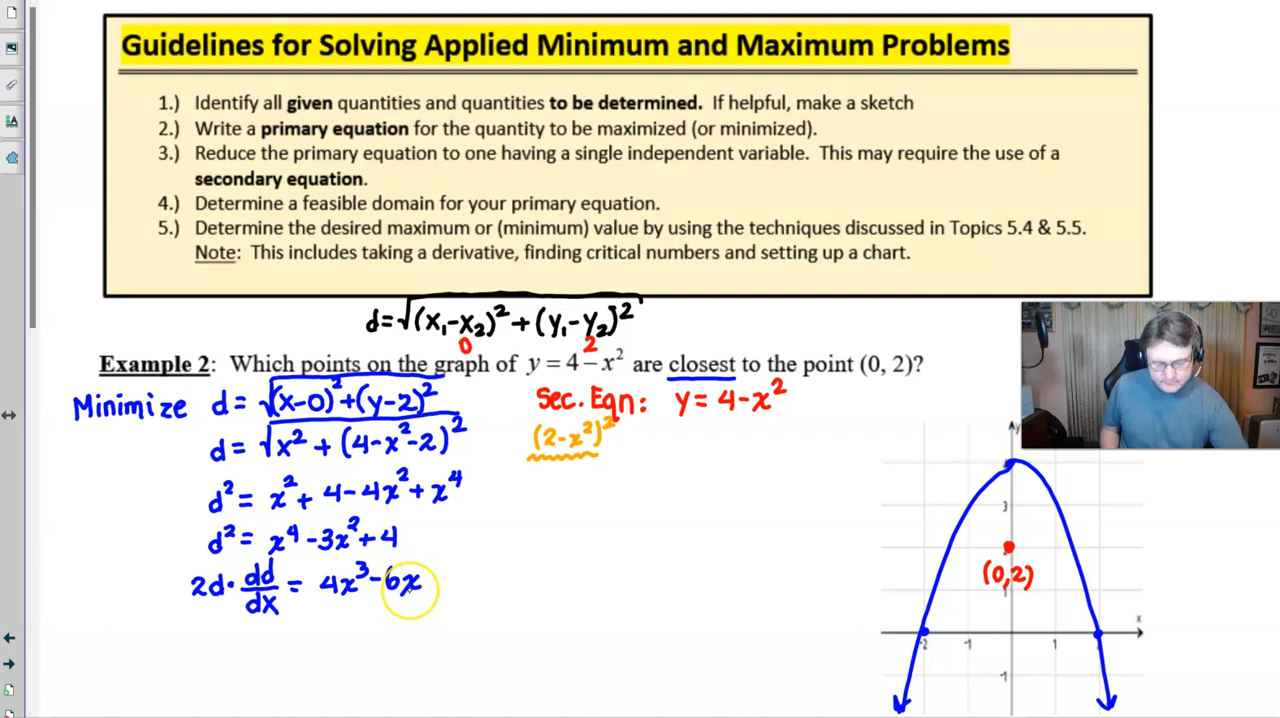 Guidelines for Solving Applied Minimum and Maximum Problems
1.) Identify all given quantities and quantities to be determined. If helpful, make a sketch
2.) Write a primary equation for the quantity to be maximized (or minimized).
3.) Reduce the primary equation to one having a single independent variable. This may require the use of a
secondary equation.
4.) Determine a feasible domain for your primary equation.
5.) Determine the desired maximum or (minimum) value by using the techniques discussed in Topics 5.4 & 5.5.
Note: This includes taking a derivative, finding critical numbers and setting up a chart.
d=√(x₁-x₂)²+(y₁-y₂)²
0 2
Example 2: Which points on the graph of y = 4 − x² are closest to the point (0, 2)?
Minimize d = √(x-0)²+(y-2)²
Sec. Eqn: y = 4-x²
d = √x² + (4-x²-2)²
(2-x²)²
d² = x² + 4-4x²+x⁴
d² = x⁴-3x²+4
2d·dd/dx = 4x³-6x
y
3
(0,2)
1
x
-2 -1 1
-1